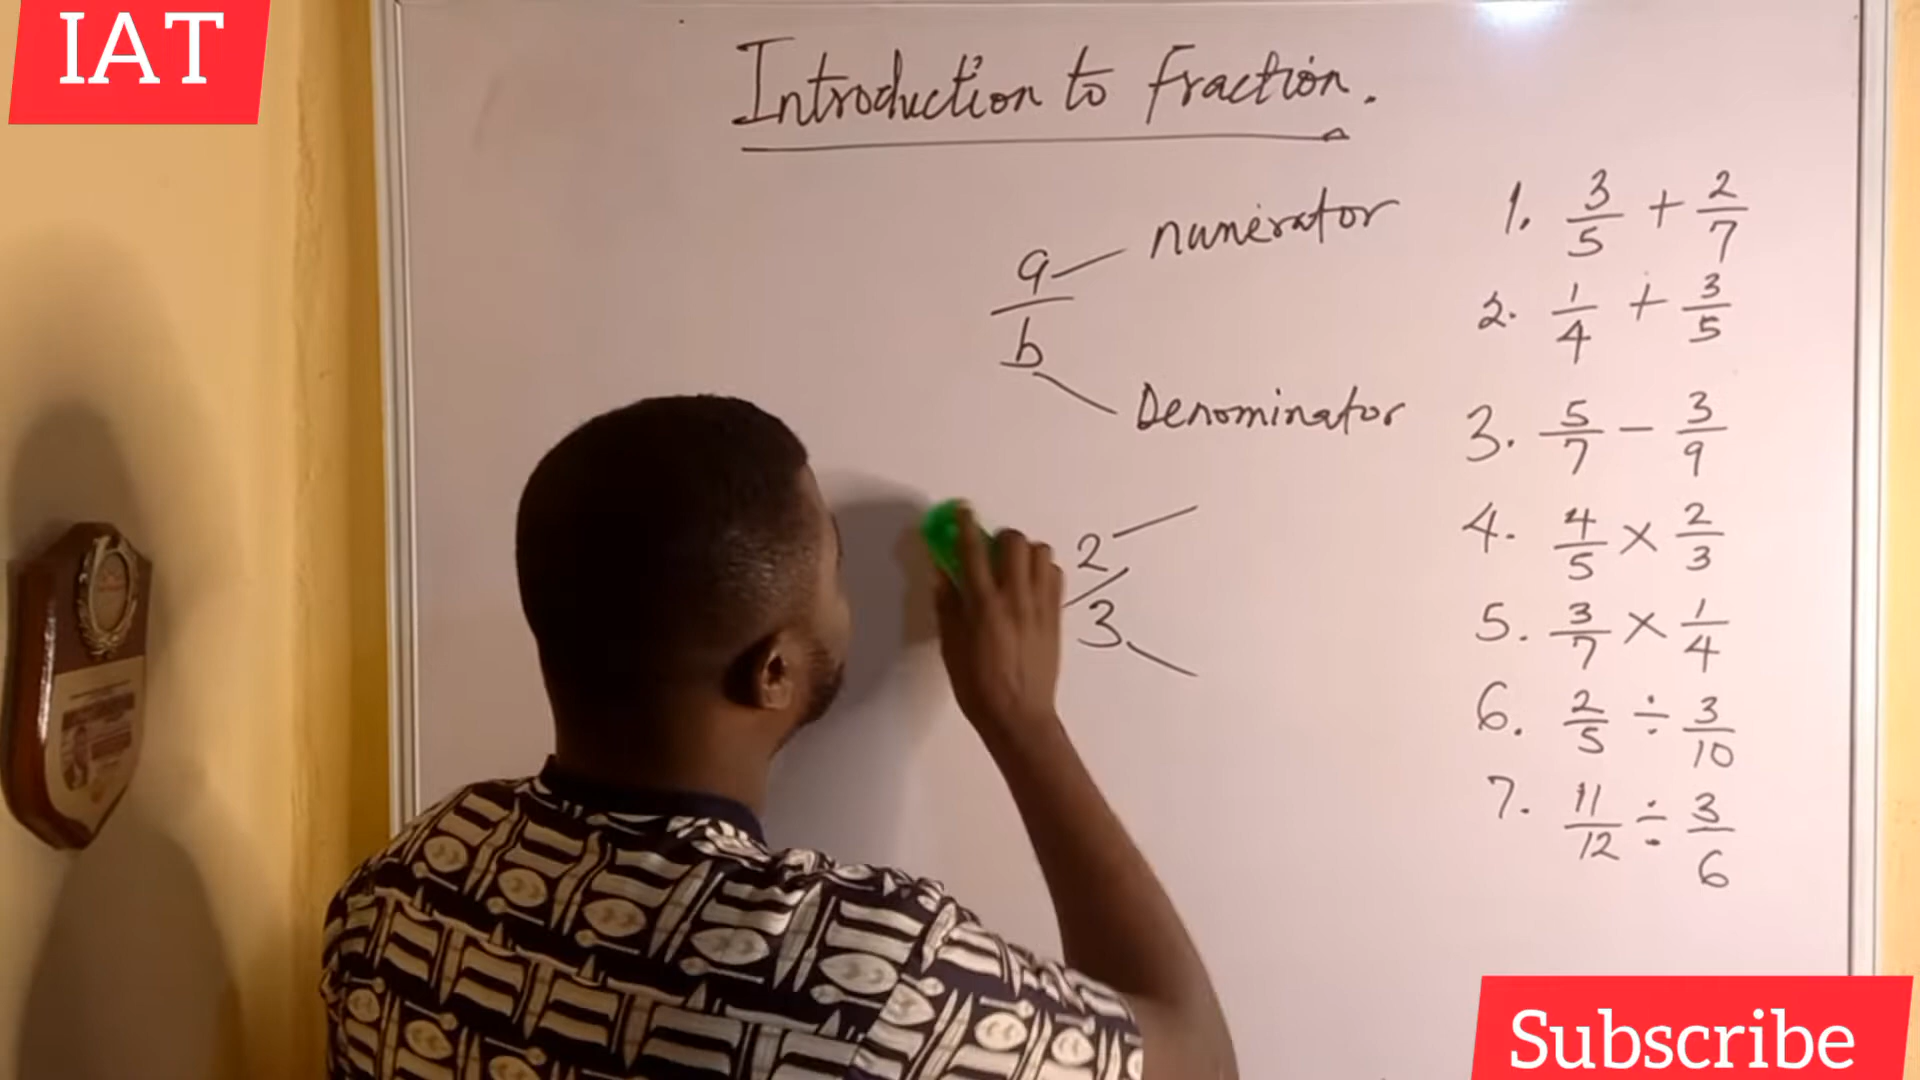 IAT
Introduction to fraction.
a numerator
b Denominator
2
3
1. 3/5 + 2/7
2. 1/4 + 3/5
3. 5/7 - 3/9
4. 4/5 × 2/3
5. 3/7 × 1/4
6. 2/5 ÷ 3/10
7. 11/12 ÷ 3/6
Subscribe